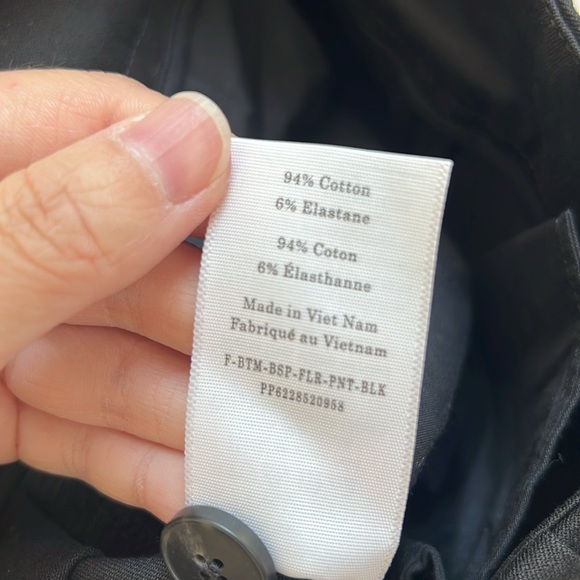 94% Cotton
6% Elastane
94% Coton
6% Élasthanne
Made in Viet Nam
Fabriqué au Vietnam
F-BTM-BSP-FLR-PNT-BLK
PP6228520958